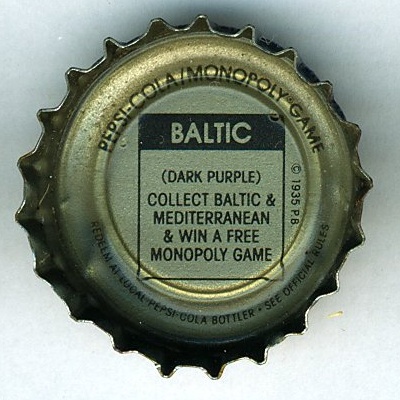 PEPSI-COLA/MONOPOLY GAME
BALTIC
(DARK PURPLE)
COLLECT BALTIC &
MEDITERRANEAN
& WIN A FREE
MONOPOLY GAME
© 1935 P.B
REDEEM AT LOCAL PEPSI-COLA BOTTLER • SEE OFFICIAL RULES